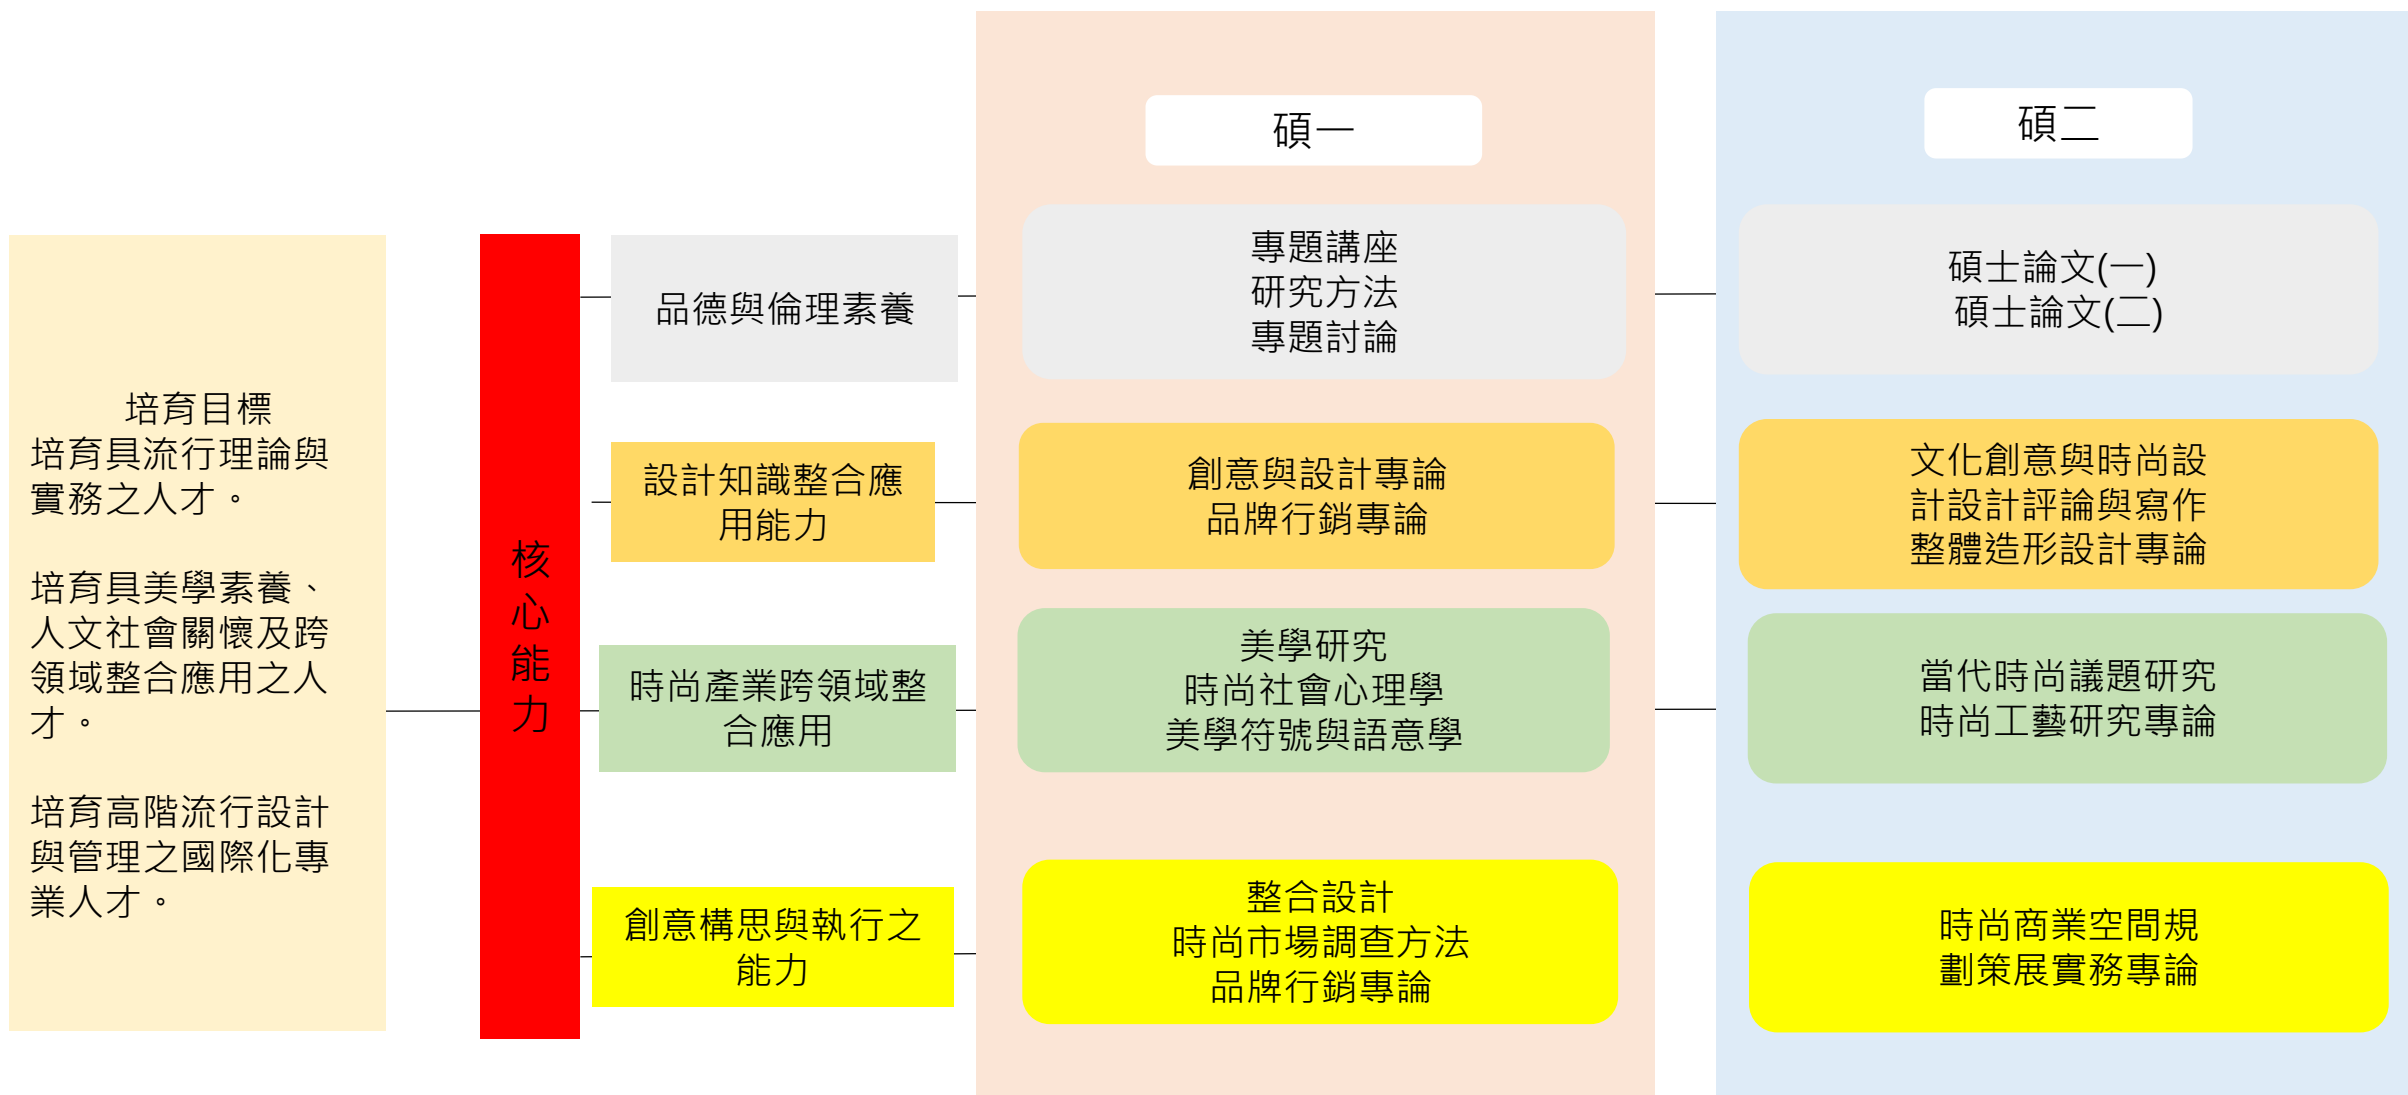 培育目標
培育具流行理論與
實務之人才。
培育具美學素養、
人文社會關懷及跨
領域整合應用之人
才。
培育高階流行設計
與管理之國際化專
業人才。
核心能力
品德與倫理素養
設計知識整合應
用能力
時尚產業跨領域整
合應用
創意構思與執行之
能力
碩一
專題講座
研究方法
專題討論
創意與設計專論
品牌行銷專論
美學研究
時尚社會心理學
美學符號與語意學
整合設計
時尚市場調查方法
品牌行銷專論
碩二
碩士論文(一)
碩士論文(二)
文化創意與時尚設
計設計評論與寫作
整體造形設計專論
當代時尚議題研究
時尚工藝研究專論
時尚商業空間規
劃策展實務專論